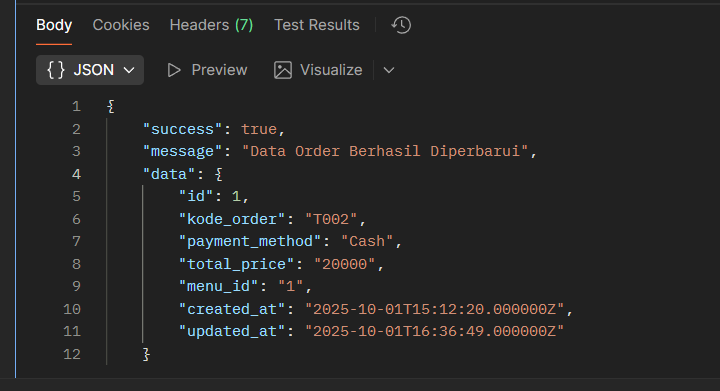 Body Cookies Headers (7) Test Results
{} JSON Preview Visualize
1 {
2 "success": true,
3 "message": "Data Order Berhasil Diperbarui",
4 "data": {
5 "id": 1,
6 "kode_order": "T002",
7 "payment_method": "Cash",
8 "total_price": "20000",
9 "menu_id": "1",
10 "created_at": "2025-10-01T15:12:20.000000Z",
11 "updated_at": "2025-10-01T16:36:49.000000Z"
12 }